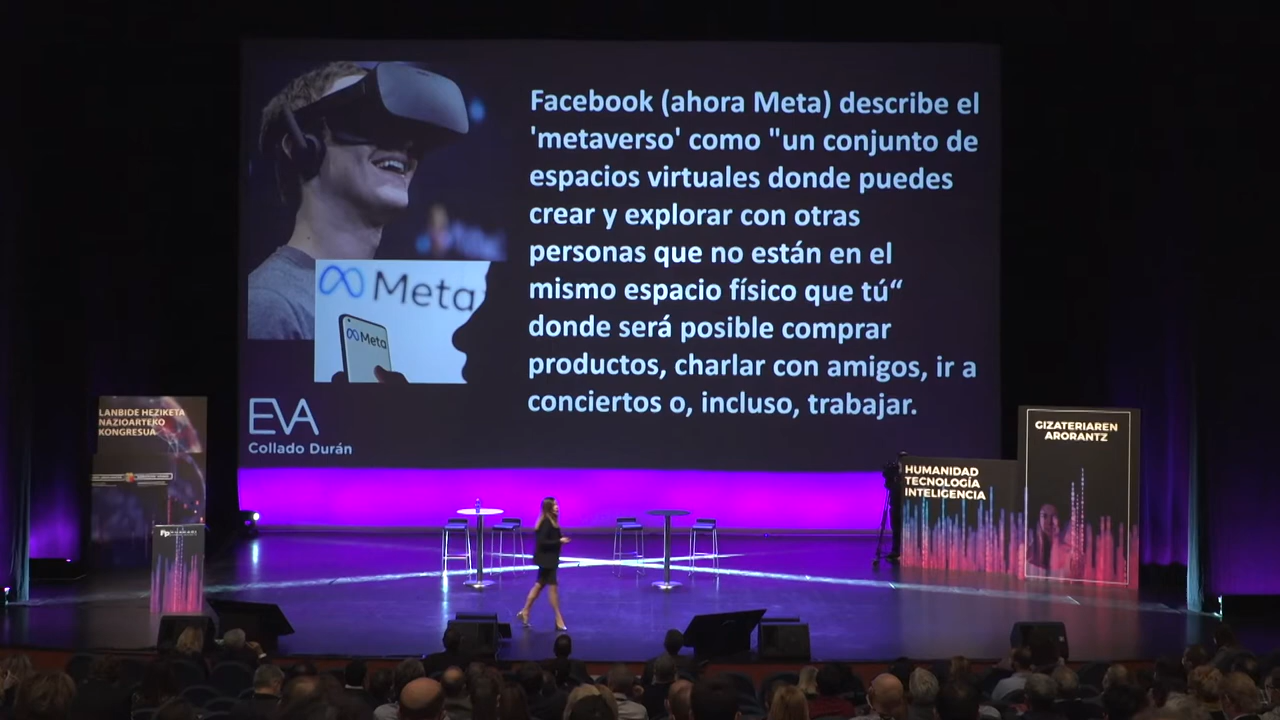 Facebook (ahora Meta) describe el
'metaverso' como "un conjunto de
espacios virtuales donde puedes
crear y explorar con otras
personas que no están en el
mismo espacio físico que tú“
donde será posible comprar
productos, charlar con amigos, ir a
conciertos o, incluso, trabajar.
Meta
Meta
EVA
Collado Durán
LANBIDE HEZIKETA
NAZIOARTEKO
KONGRESUA
Fp
HUMANIDAD
TECNOLOGÍA
INTELIGENCIA
GIZATERIAREN
ARORANTZ